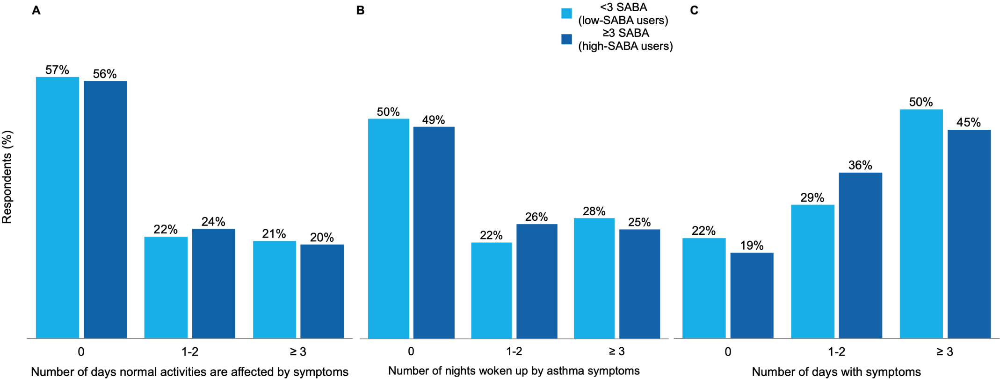 A
B
<3 SABA
(low-SABA users)
≥3 SABA
(high-SABA users)
C
Respondents (%)
57%
56%
22%
24%
21%
20%
0
1-2
≥ 3
Number of days normal activities are affected by symptoms
50%
49%
22%
26%
28%
25%
0
1-2
≥ 3
Number of nights woken up by asthma symptoms
22%
19%
29%
36%
50%
45%
0
1-2
≥ 3
Number of days with symptoms